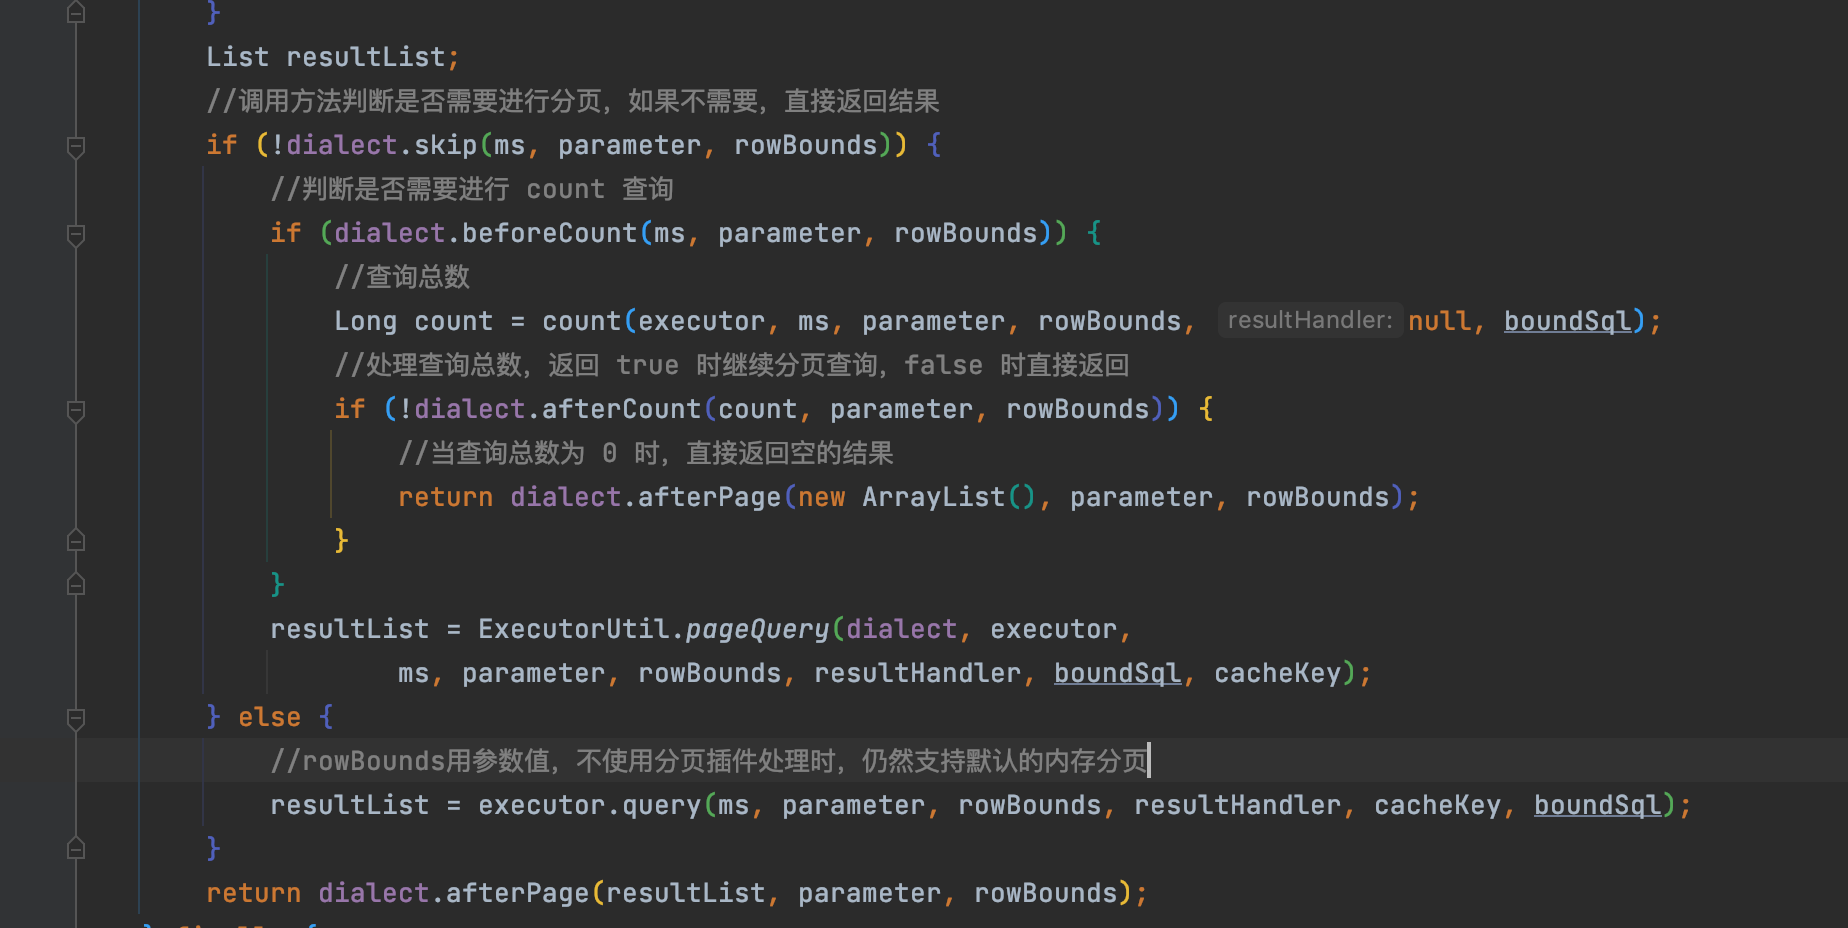 }
List resultList;
//调用方法判断是否需要进行分页，如果不需要，直接返回结果
if (!dialect.skip(ms, parameter, rowBounds)) {
//判断是否需要进行 count 查询
if (dialect.beforeCount(ms, parameter, rowBounds)) {
//查询总数
Long count = count(executor, ms, parameter, rowBounds, resultHandler: null, boundSql);
//处理查询总数，返回 true 时继续分页查询，false 时直接返回
if (!dialect.afterCount(count, parameter, rowBounds)) {
//当查询总数为 0 时，直接返回空的结果
return dialect.afterPage(new ArrayList(), parameter, rowBounds);
}
}
resultList = ExecutorUtil.pageQuery(dialect, executor,
ms, parameter, rowBounds, resultHandler, boundSql, cacheKey);
} else {
//rowBounds用参数值，不使用分页插件处理时，仍然支持默认的内存分页
resultList = executor.query(ms, parameter, rowBounds, resultHandler, cacheKey, boundSql);
}
return dialect.afterPage(resultList, parameter, rowBounds);